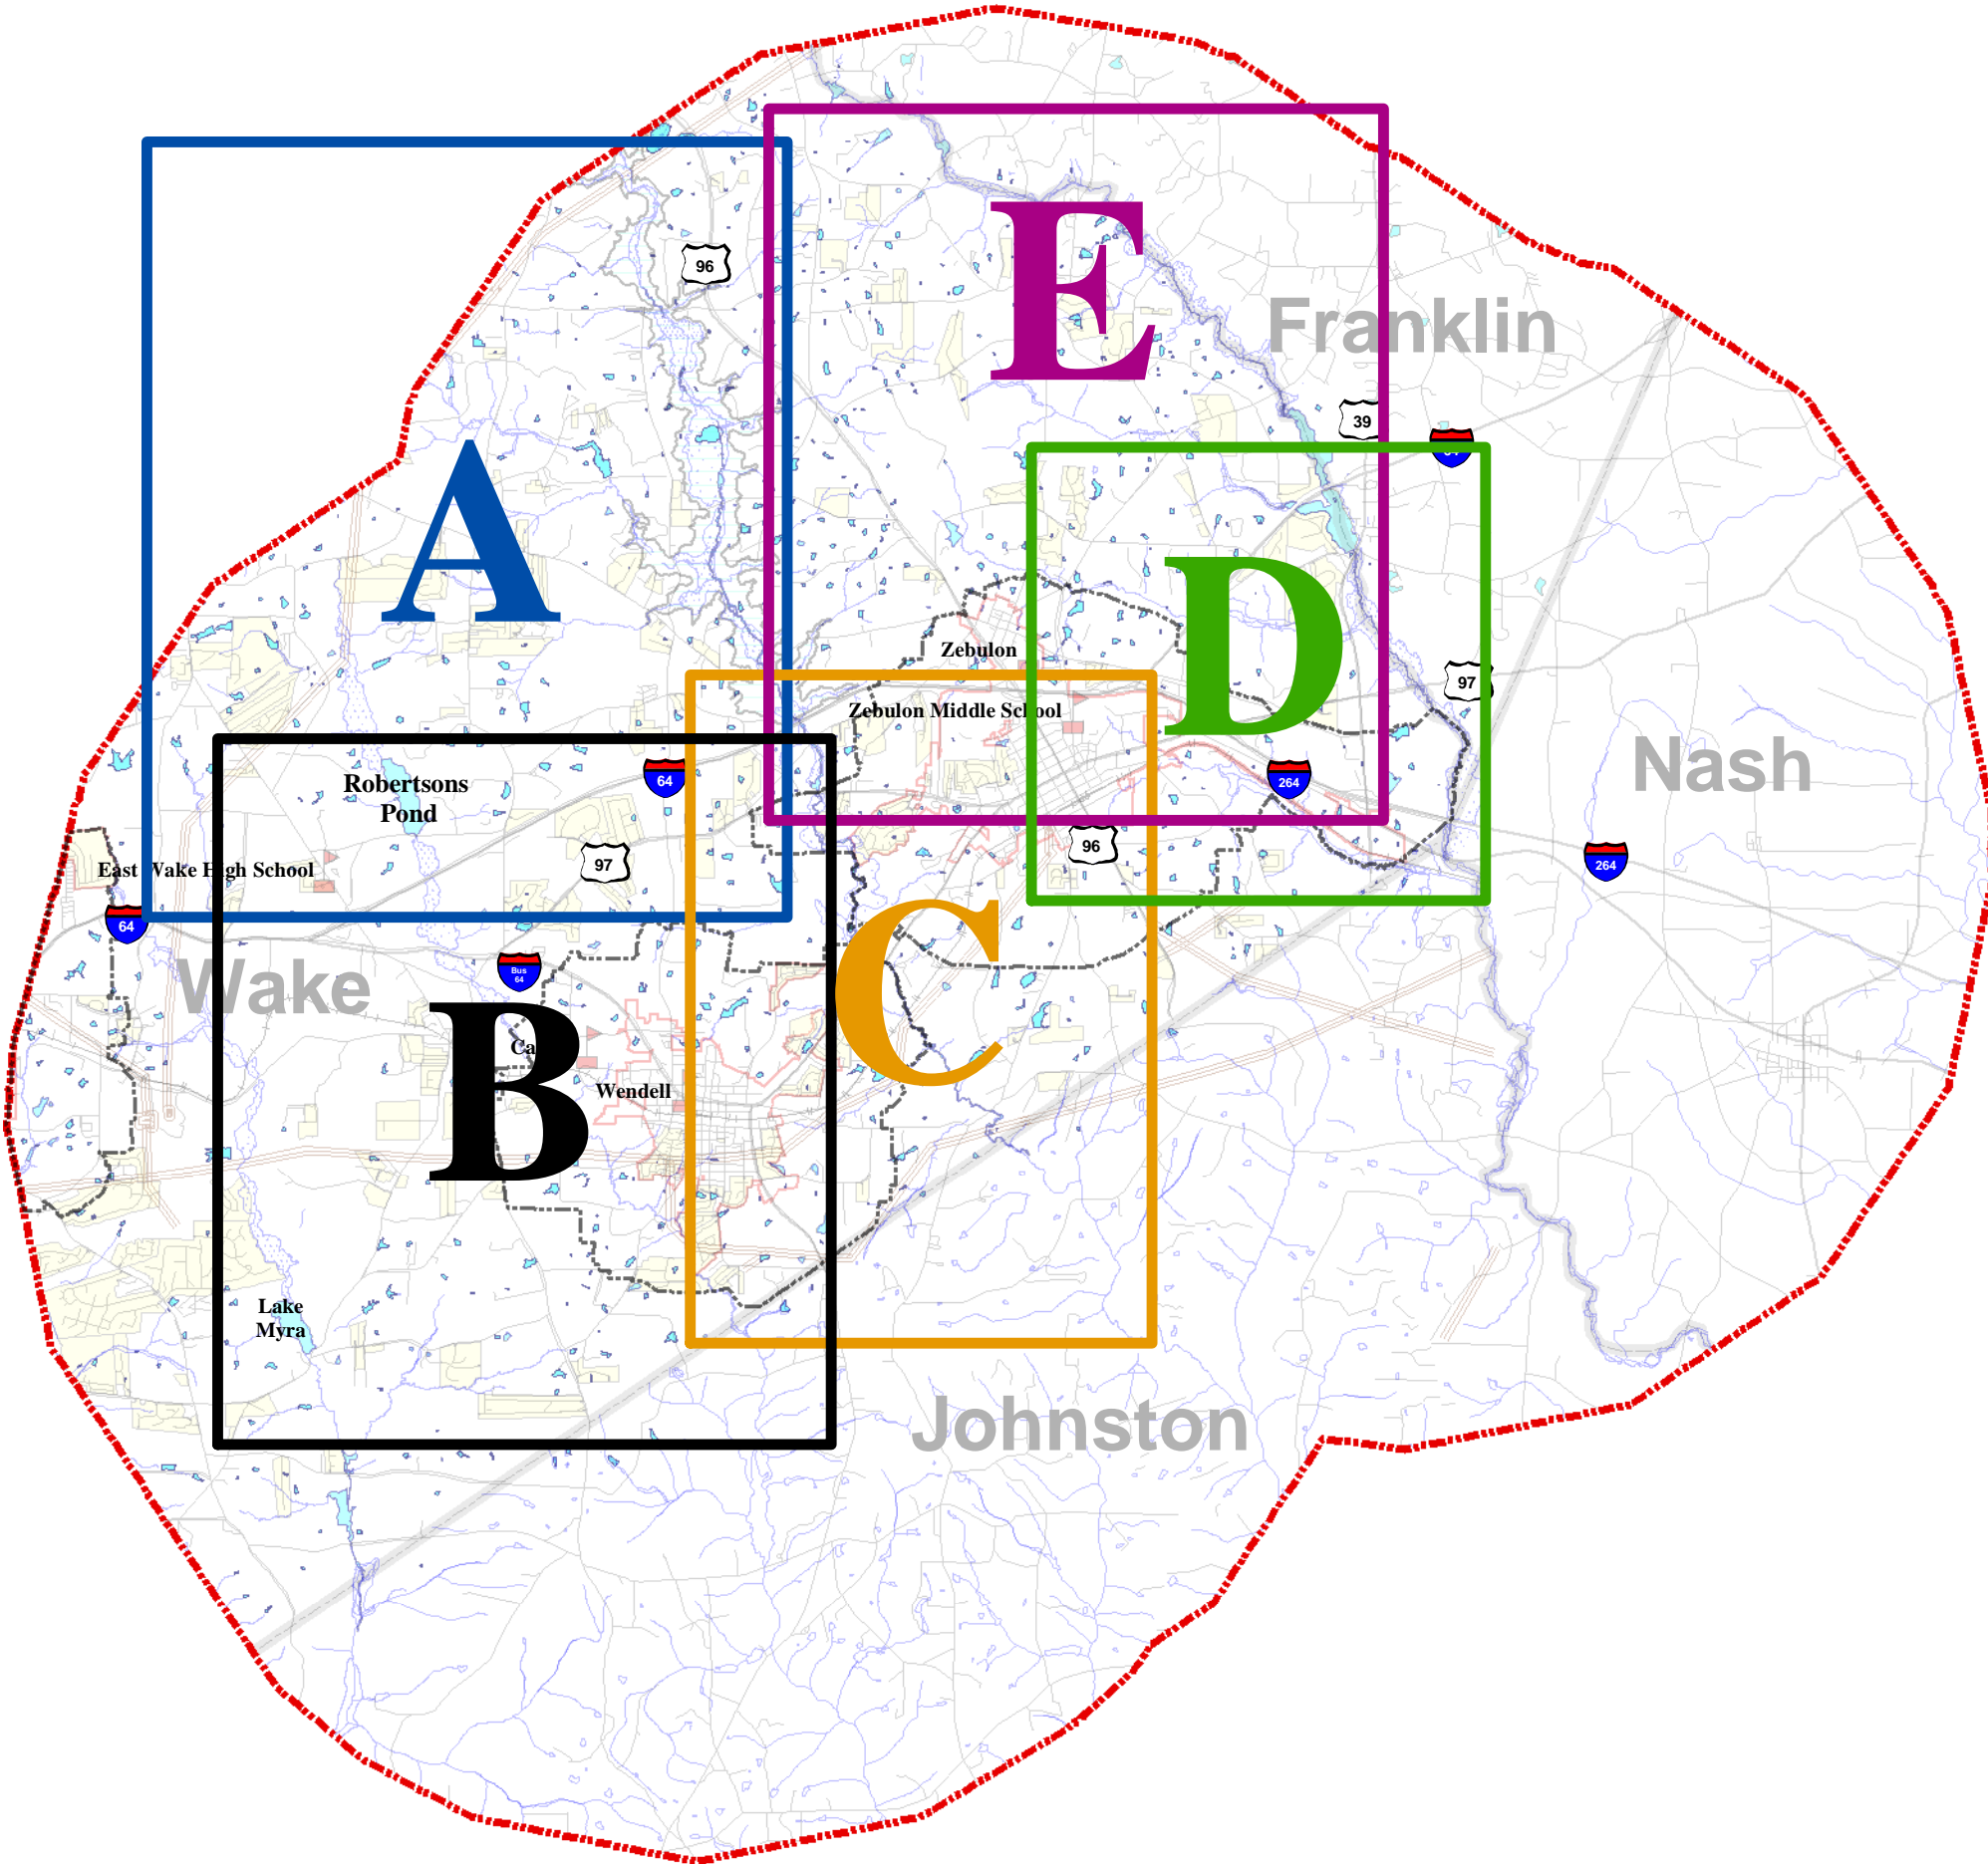 E
96
Franklin
39
A
D
Zebulon
97
Zebulon Middle School
Nash
Robertsons
Pond
64
264
96
97
264
East Wake High School
64
Wake
Bus
64
C
B
Wendell
Lake
Myra
Johnston